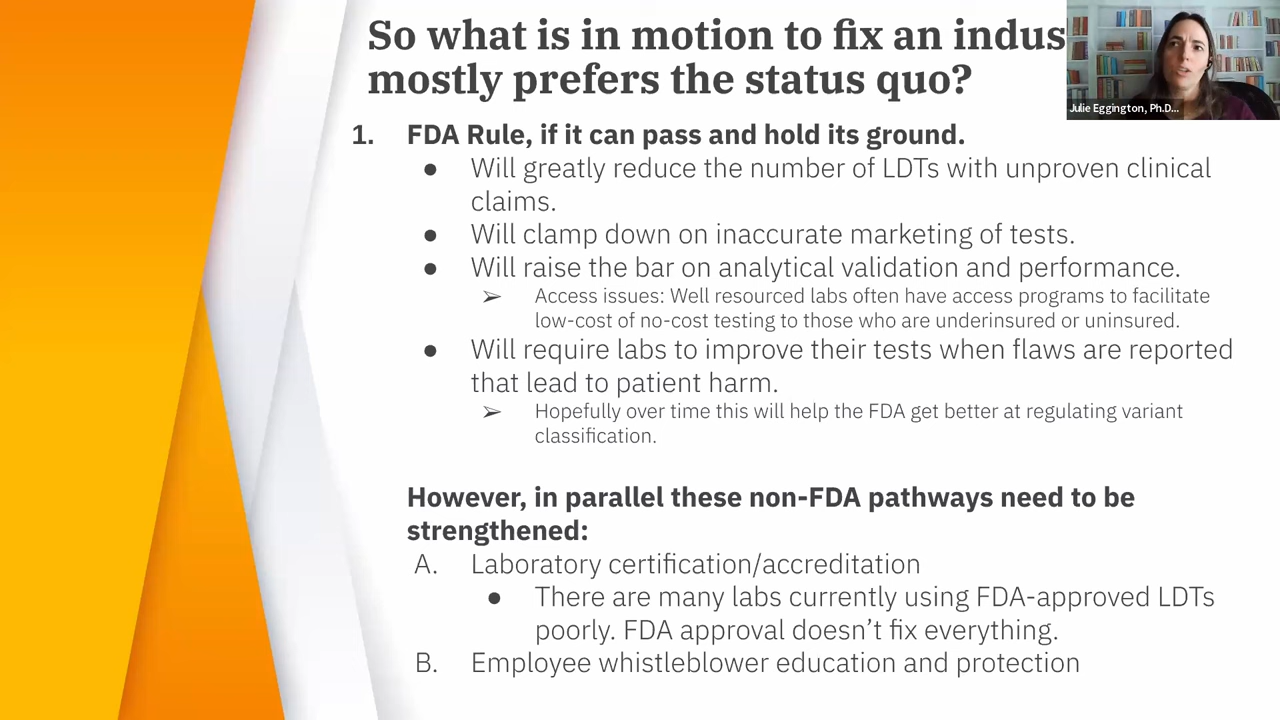 So what is in motion to fix an indus
mostly prefers the status quo?
Julie Eggington, Ph.D...
1. FDA Rule, if it can pass and hold its ground.
● Will greatly reduce the number of LDTs with unproven clinical
claims.
● Will clamp down on inaccurate marketing of tests.
● Will raise the bar on analytical validation and performance.
➢ Access issues: Well resourced labs often have access programs to facilitate
low-cost of no-cost testing to those who are underinsured or uninsured.
● Will require labs to improve their tests when flaws are reported
that lead to patient harm.
➢ Hopefully over time this will help the FDA get better at regulating variant
classification.
However, in parallel these non-FDA pathways need to be
strengthened:
A. Laboratory certification/accreditation
● There are many labs currently using FDA-approved LDTs
poorly. FDA approval doesn’t fix everything.
B. Employee whistleblower education and protection